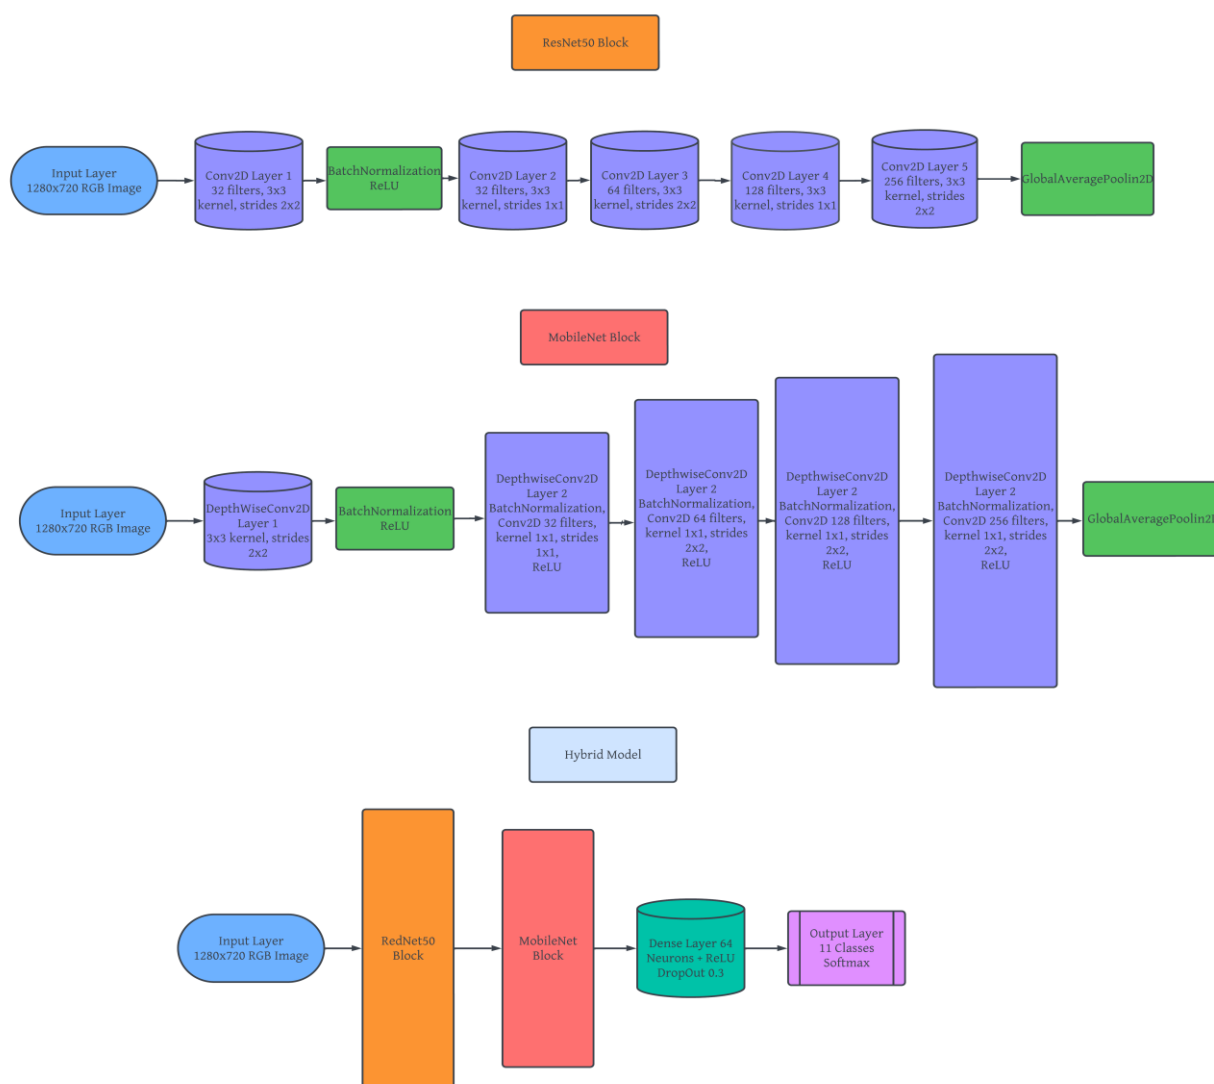 ResNet50 Block
Input Layer
1280x720 RGB Image
Conv2D Layer 1
32 filters, 3x3
kernel, strides 2x2
BatchNormalization
ReLU
Conv2D Layer 2
32 filters, 3x3
kernel, strides 1x1
Conv2D Layer 3
64 filters, 3x3
kernel, strides 2x2
Conv2D Layer 4
128 filters, 3x3
kernel, strides 1x1
Conv2D Layer 5
256 filters, 3x3
kernel, strides
2x2
GlobalAveragePoolin2D
MobileNet Block
Input Layer
1280x720 RGB Image
DepthWiseConv2D
Layer 1
3x3 kernel, strides
2x2
BatchNormalization
ReLU
DepthwiseConv2D
Layer 2
BatchNormalization,
Conv2D 32 filters,
kernel 1x1, strides
1x1,
ReLU
DepthwiseConv2D
Layer 2
BatchNormalization,
Conv2D 64 filters,
kernel 1x1, strides
2x2,
ReLU
DepthwiseConv2D
Layer 2
BatchNormalization,
Conv2D 128 filters,
kernel 1x1, strides
2x2,
ReLU
DepthwiseConv2D
Layer 2
BatchNormalization,
Conv2D 256 filters,
kernel 1x1, strides
2x2,
ReLU
GlobalAveragePoolin2D
Hybrid Model
Input Layer
1280x720 RGB Image
RedNet50
Block
MobileNet
Block
Dense Layer 64
Neurons + ReLU
DropOut 0.3
Output Layer
11 Classes
Softmax